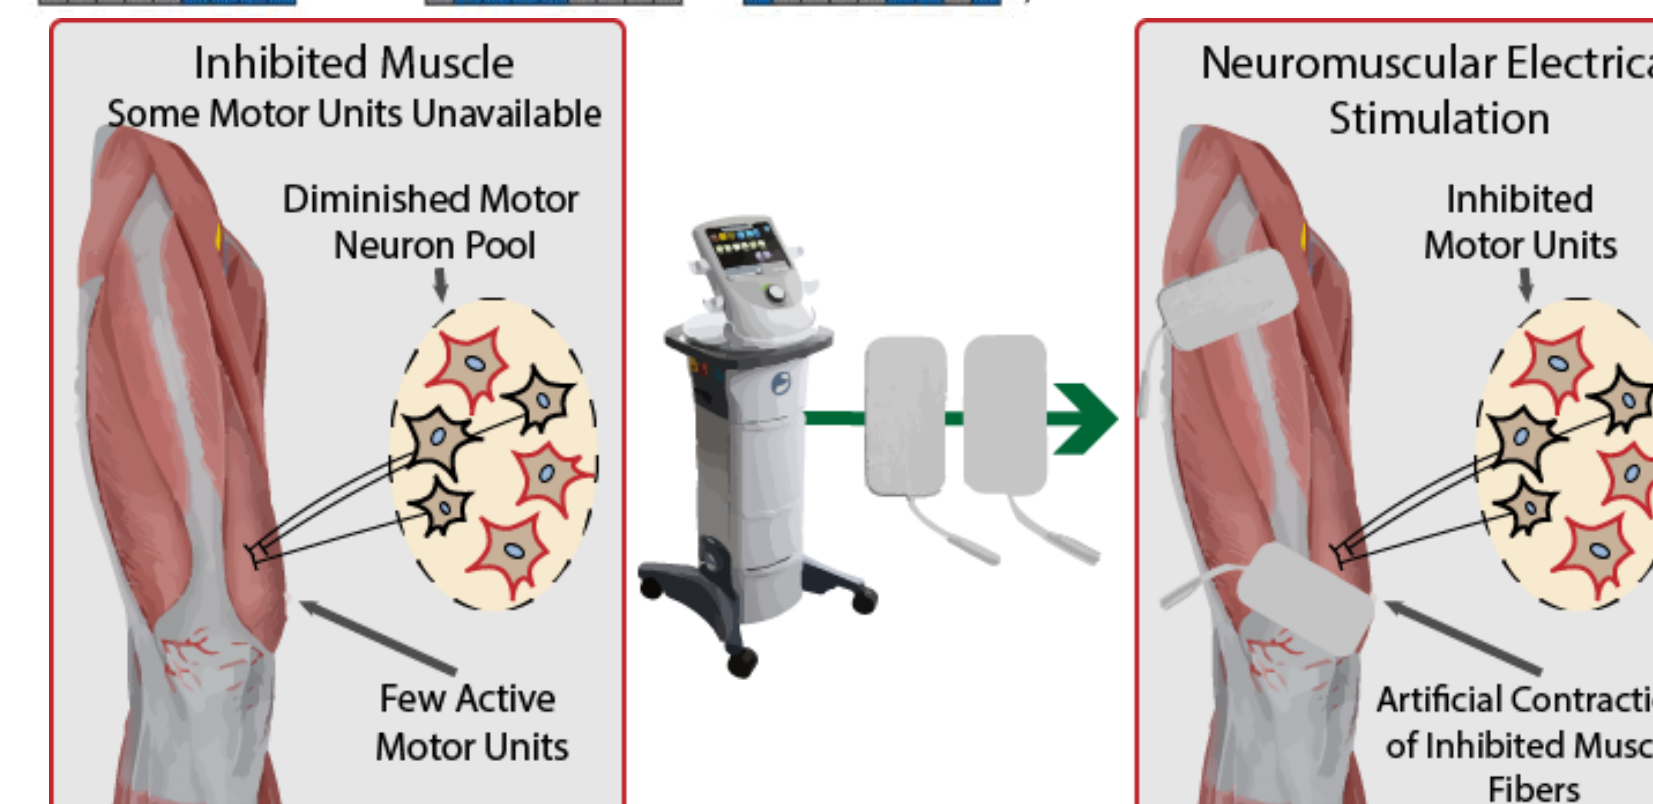 Inhibited Muscle
Some Motor Units Unavailable
Diminished Motor
Neuron Pool
Few Active
Motor Units
Neuromuscular Electrica
Stimulation
Inhibited
Motor Units
Artificial Contracti
of Inhibited Musc
Fibers